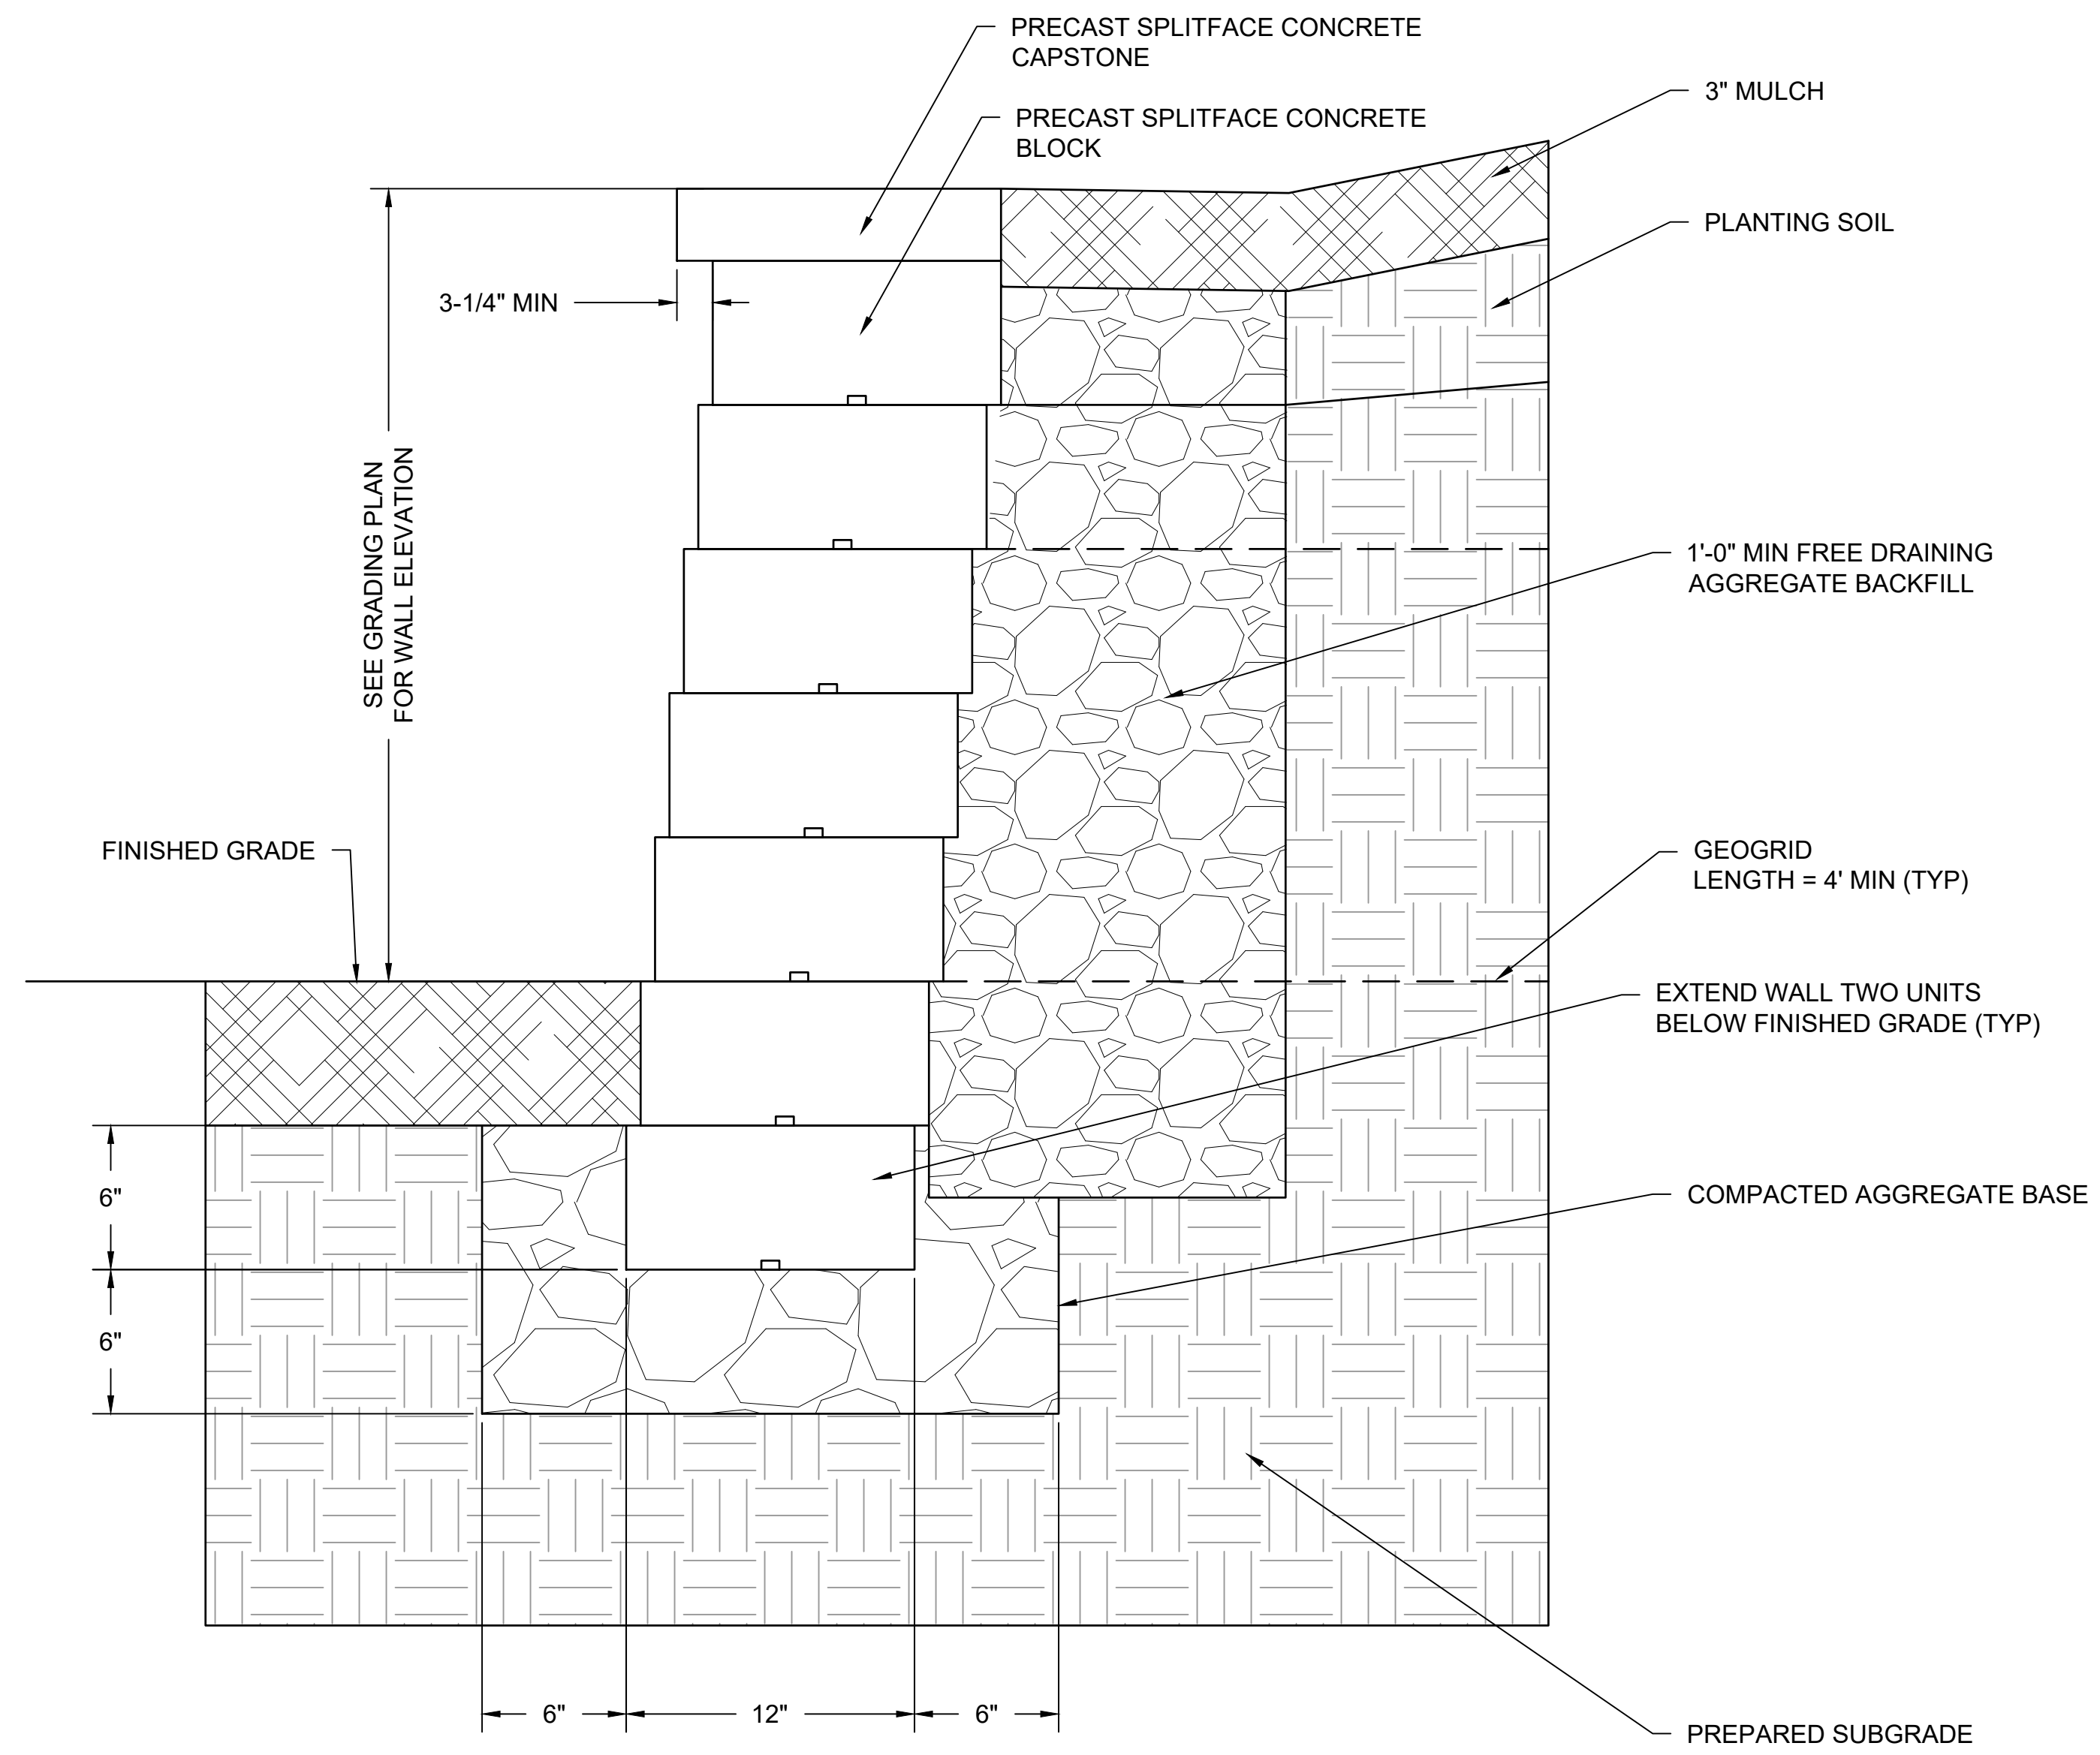 PRECAST SPLITFACE CONCRETE
CAPSTONE
3" MULCH
PRECAST SPLITFACE CONCRETE
BLOCK
PLANTING SOIL
3-1/4" MIN
SEE GRADING PLAN
FOR WALL ELEVATION
1'-0" MIN FREE DRAINING
AGGREGATE BACKFILL
FINISHED GRADE
GEOGRID
LENGTH = 4' MIN (TYP)
EXTEND WALL TWO UNITS
BELOW FINISHED GRADE (TYP)
6"
COMPACTED AGGREGATE BASE
6"
6"
12"
6"
PREPARED SUBGRADE